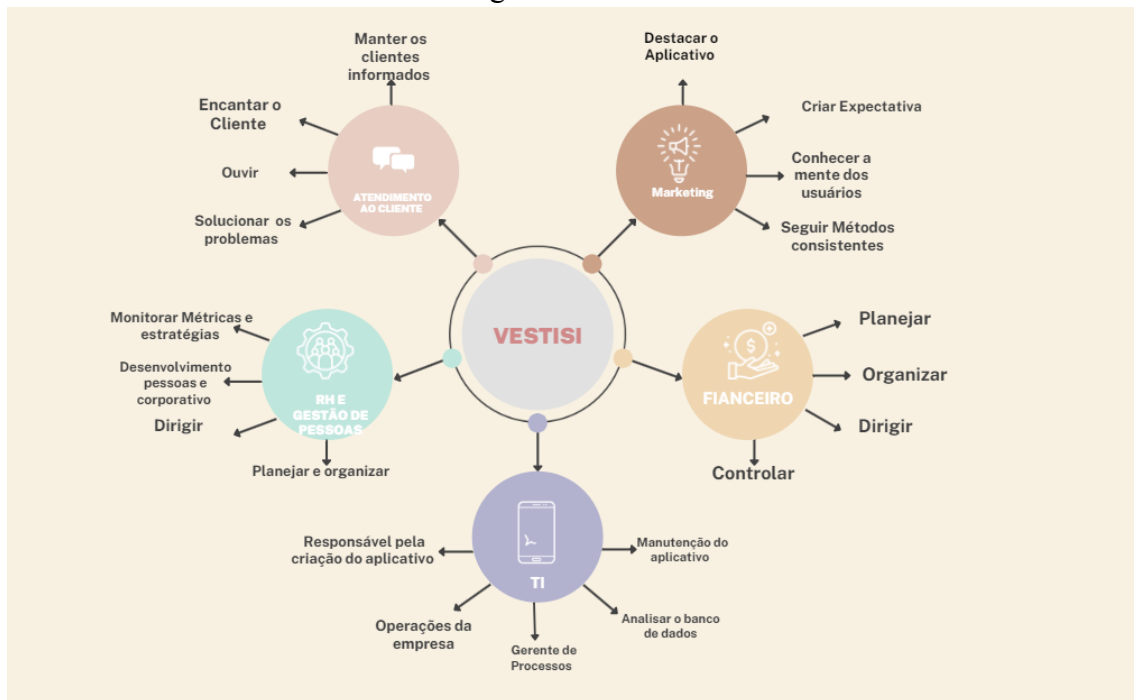 Manter os
clientes
informados
Encantar o
Cliente
Ouvir
Solucionar os
problemas
ATENDIMENTO
AO CLIENTE
Destacar o
Aplicativo
Criar Expectativa
Conhecer a
mente dos
usuários
Seguir Métodos
consistentes
Marketing
VESTISI
Monitorar Métricas e
estratégias
Desenvolvimento
pessoas e
corporativo
Dirigir
Planejar e organizar
RH E
GESTÃO DE
PESSOAS
Planejar
Organizar
Dirigir
Controlar
FIANCEIRO
Responsável pela
criação do aplicativo
Operações da
empresa
Gerente de
Processos
Analisar o banco
de dados
Manutenção do
aplicativo
TI